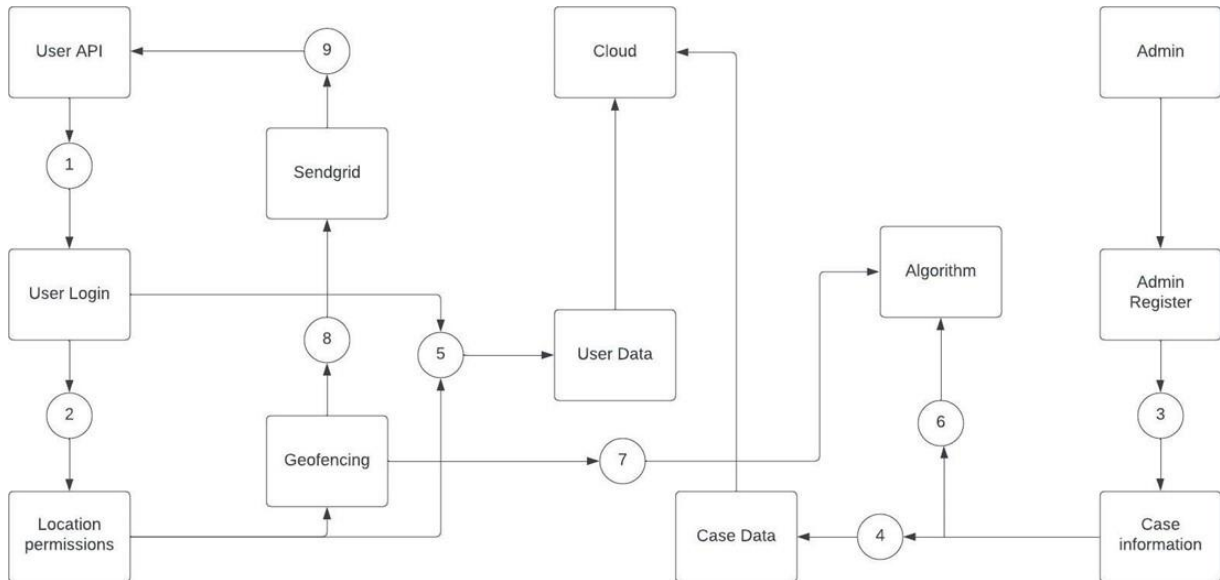 User API
9
Cloud
Admin
1
Sendgrid
User Login
Algorithm
Admin
Register
8
5
User Data
2
6
3
Geofencing
7
Location
permissions
Case Data
4
Case
information